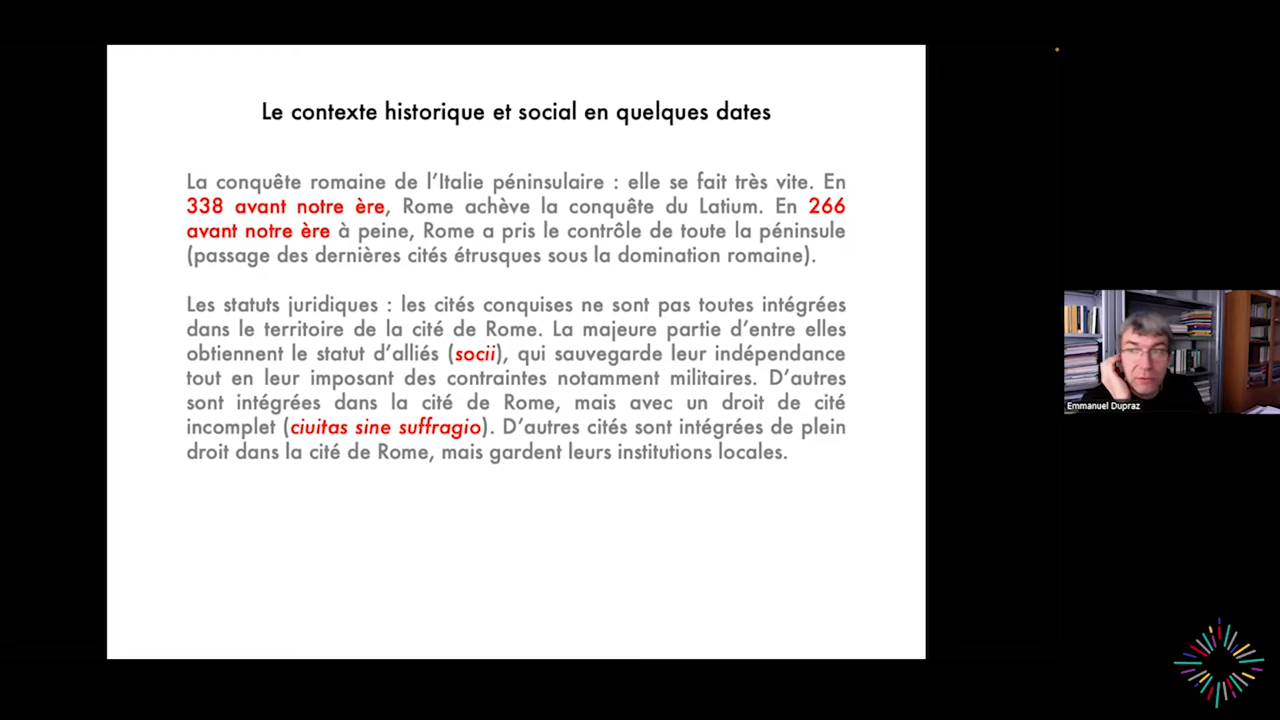 Le contexte historique et social en quelques dates
La conquête romaine de l'Italie péninsulaire : elle se fait très vite. En
338 avant notre ère, Rome achève la conquête du Latium. En 266
avant notre ère à peine, Rome a pris le contrôle de toute la péninsule
(passage des dernières cités étrusques sous la domination romaine).
Les statuts juridiques : les cités conquises ne sont pas toutes intégrées
dans le territoire de la cité de Rome. La majeure partie d'entre elles
obtiennent le statut d'alliés (socii), qui sauvegarde leur indépendance
tout en leur imposant des contraintes notamment militaires. D'autres
sont intégrées dans la cité de Rome, mais avec un droit de cité
incomplet (ciuitas sine suffragio). D'autres cités sont intégrées de plein
droit dans la cité de Rome, mais gardent leurs institutions locales.
Emmanuel Dupraz